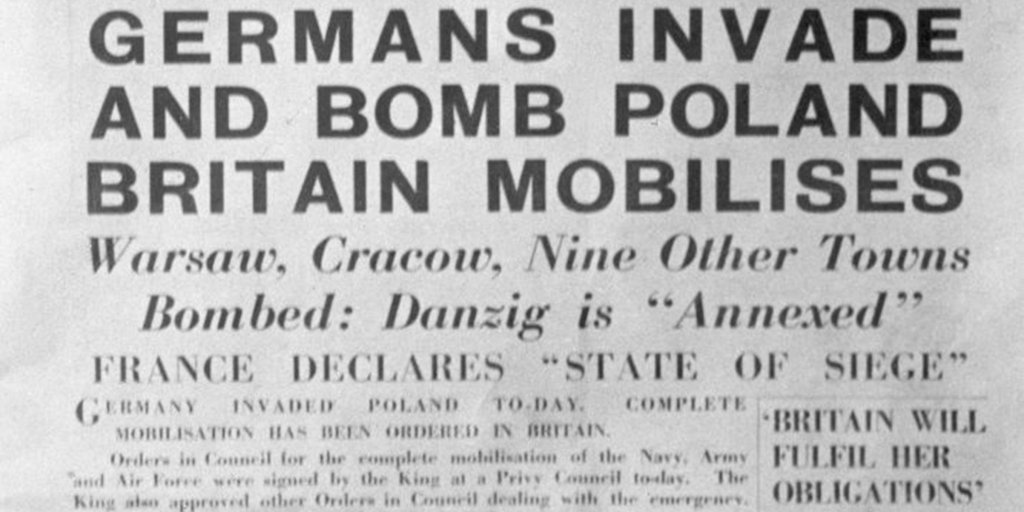 GERMANS INVADE
AND BOMB POLAND
BRITAIN MOBILISES
Warsaw, Cracow, Nine Other Towns
Bombed: Danzig is “Annexed”
FRANCE DECLARES “STATE OF SIEGE”
GERMANY INVADED POLAND TO-DAY. COMPLETE
MOBILISATION HAS BEEN ORDERED IN BRITAIN.
Orders in Council for the complete mobilisation of the Navy, Army
and Air Force were signed by the King at a Privy Council to-day. The
King also approved other Orders in Council dealing with the emergency.
‘BRITAIN WILL
FULFIL HER
OBLIGATIONS’